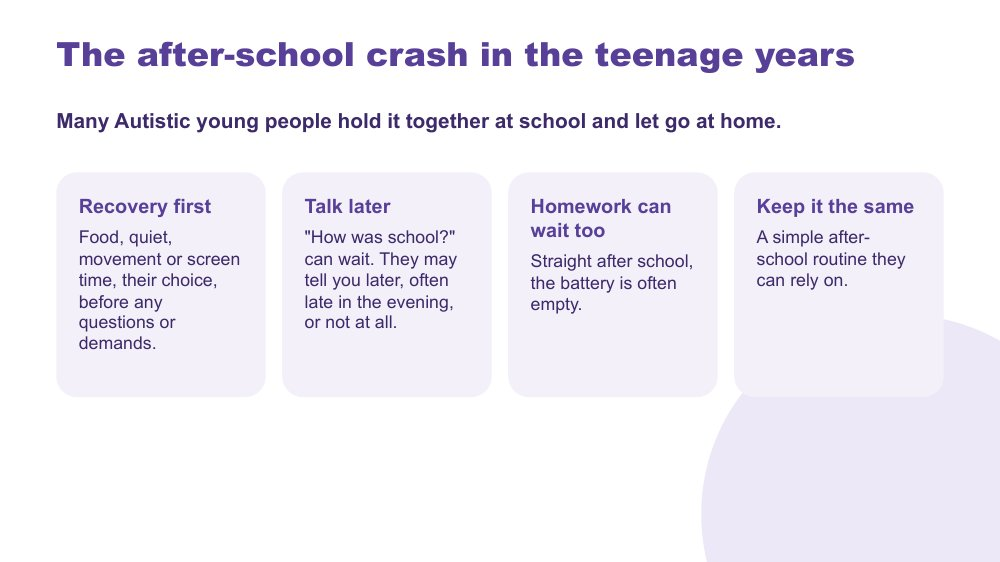 The after-school crash in the teenage years
Many Autistic young people hold it together at school and let go at home.
Recovery first
Food, quiet,
movement or screen
time, their choice,
before any
questions or
demands.
Talk later
"How was school?"
can wait. They may
tell you later, often
late in the evening,
or not at all.
Homework can
wait too
Straight after school,
the battery is often
empty.
Keep it the same
A simple after-
school routine they
can rely on.